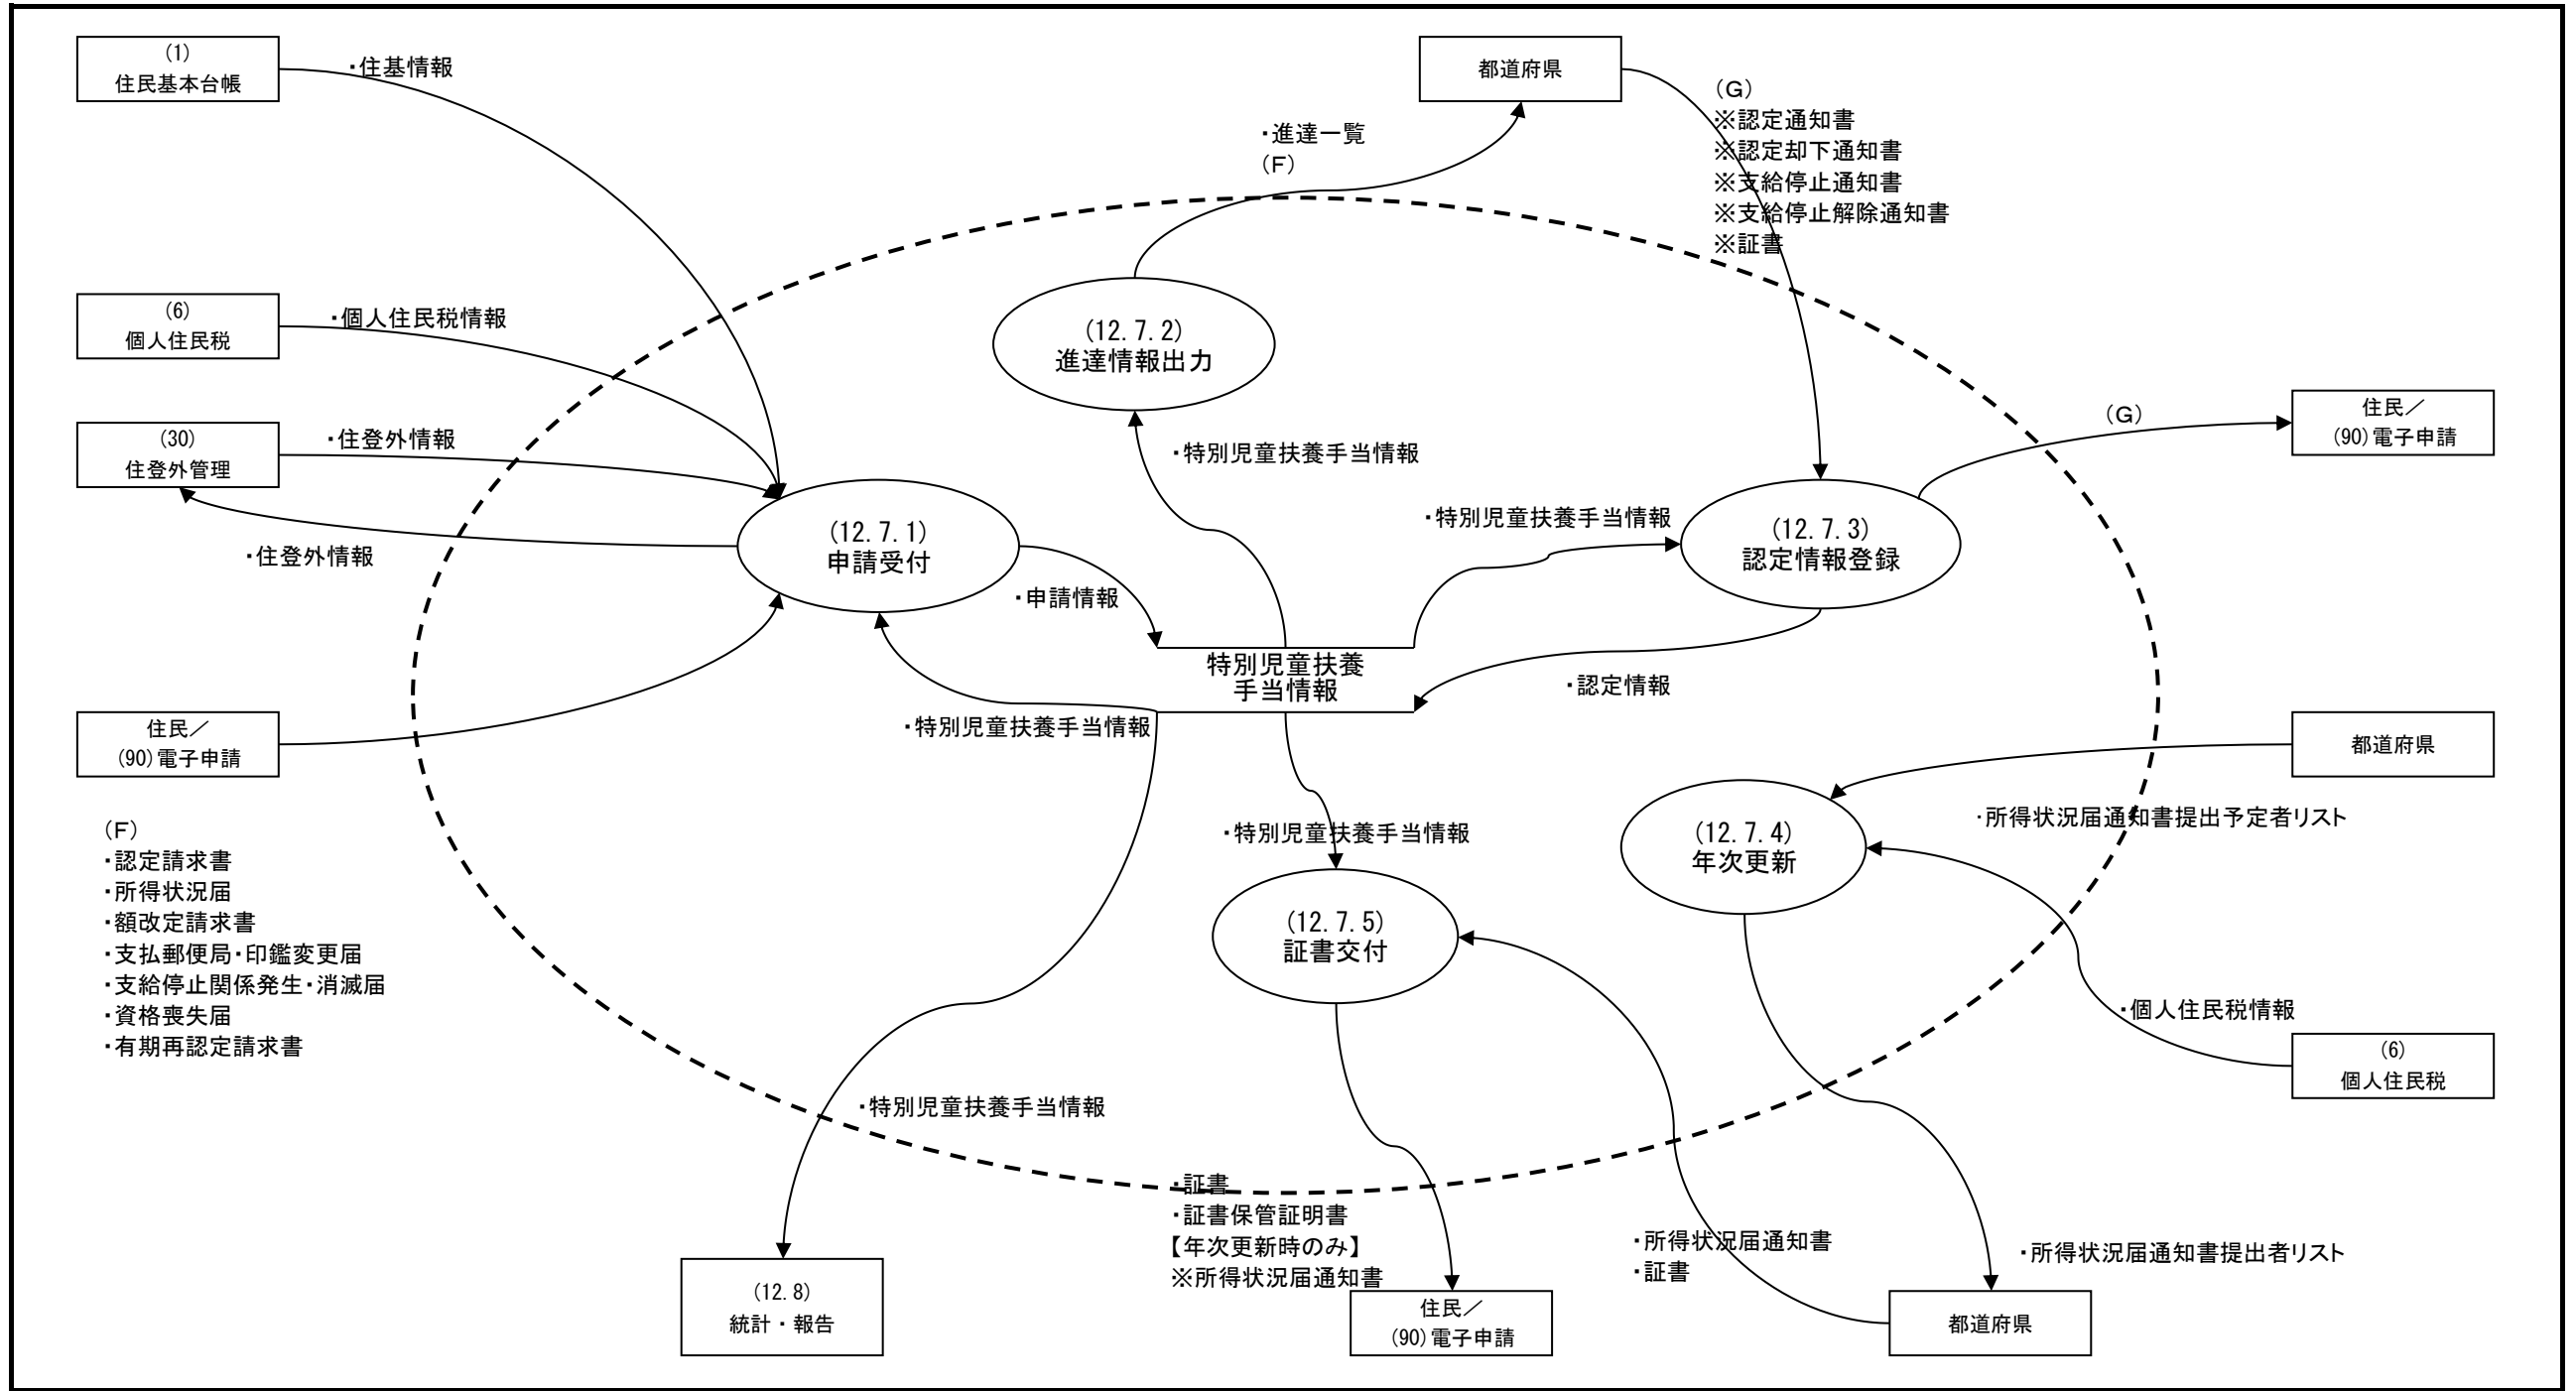 (1)
住民基本台帳
・住基情報
都道府県
(G)
※認定通知書
※認定却下通知書
※支給停止通知書
※支給停止解除通知書
※証書
・進達一覧
(F)
(6)
個人住民税
・個人住民税情報
(12.7.2)
進達情報出力
(30)
住登外管理
・住登外情報
・住登外情報
・特別児童扶養手当情報
(G)
住民／
(90)電子申請
(12.7.1)
申請受付
・申請情報
・特別児童扶養手当情報
(12.7.3)
認定情報登録
特別児童扶養
手当情報
・認定情報
・特別児童扶養手当情報
住民／
(90)電子申請
都道府県
(F)
・認定請求書
・所得状況届
・額改定請求書
・支払郵便局・印鑑変更届
・支給停止関係発生・消滅届
・資格喪失届
・有期再認定請求書
・特別児童扶養手当情報
(12.7.4)
年次更新
・所得状況届通知書提出予定者リスト
(12.7.5)
証書交付
・個人住民税情報
(6)
個人住民税
・特別児童扶養手当情報
・証書
・証書保管証明書
【年次更新時のみ】
※所得状況届通知書
・所得状況届通知書
・証書
・所得状況届通知書提出者リスト
(12.8)
統計・報告
住民／
(90)電子申請
都道府県